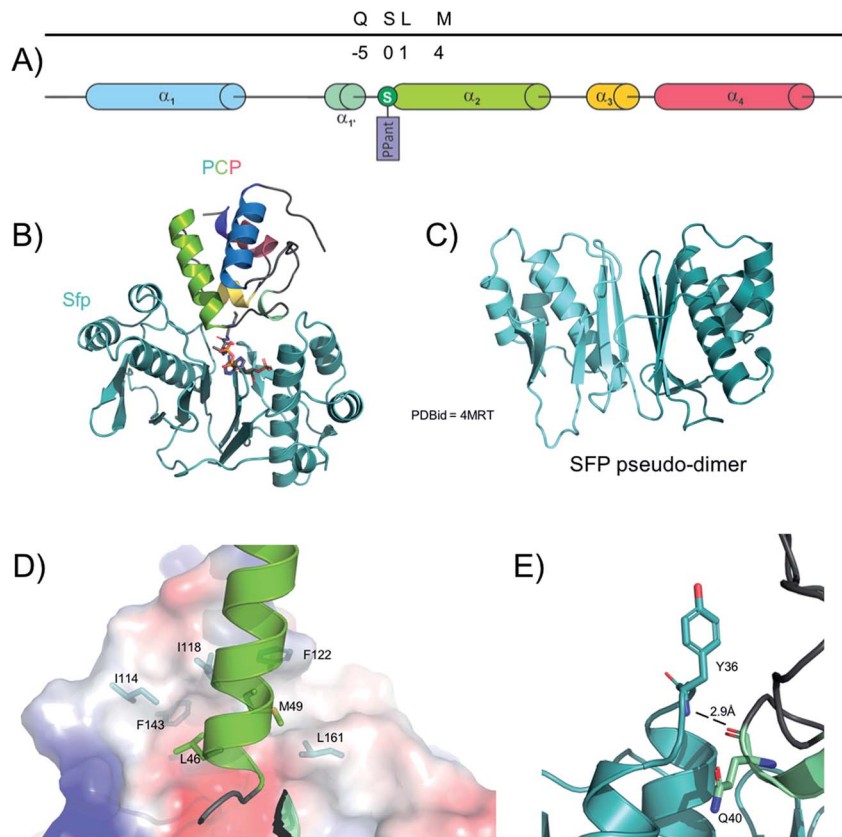 Q S L M
-5 0 1 4
A)
α1 α1' S α2 α3 α4
PPant
PCP
B)
Sfp
C)
PDBid = 4MRT
SFP pseudo-dimer
D)
I118
F122
I114
F143
M49
L46
L161
E)
Y36
2.9Å
Q40